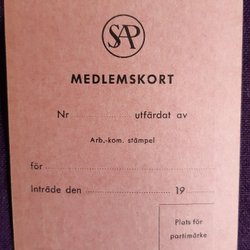 SAP
MEDLEMSKORT
Nr ........................ utfärdat av
Arb.-kom. stämpel
för ................................................
Inträde den ........................ 19 ........
Plats för
partimärke